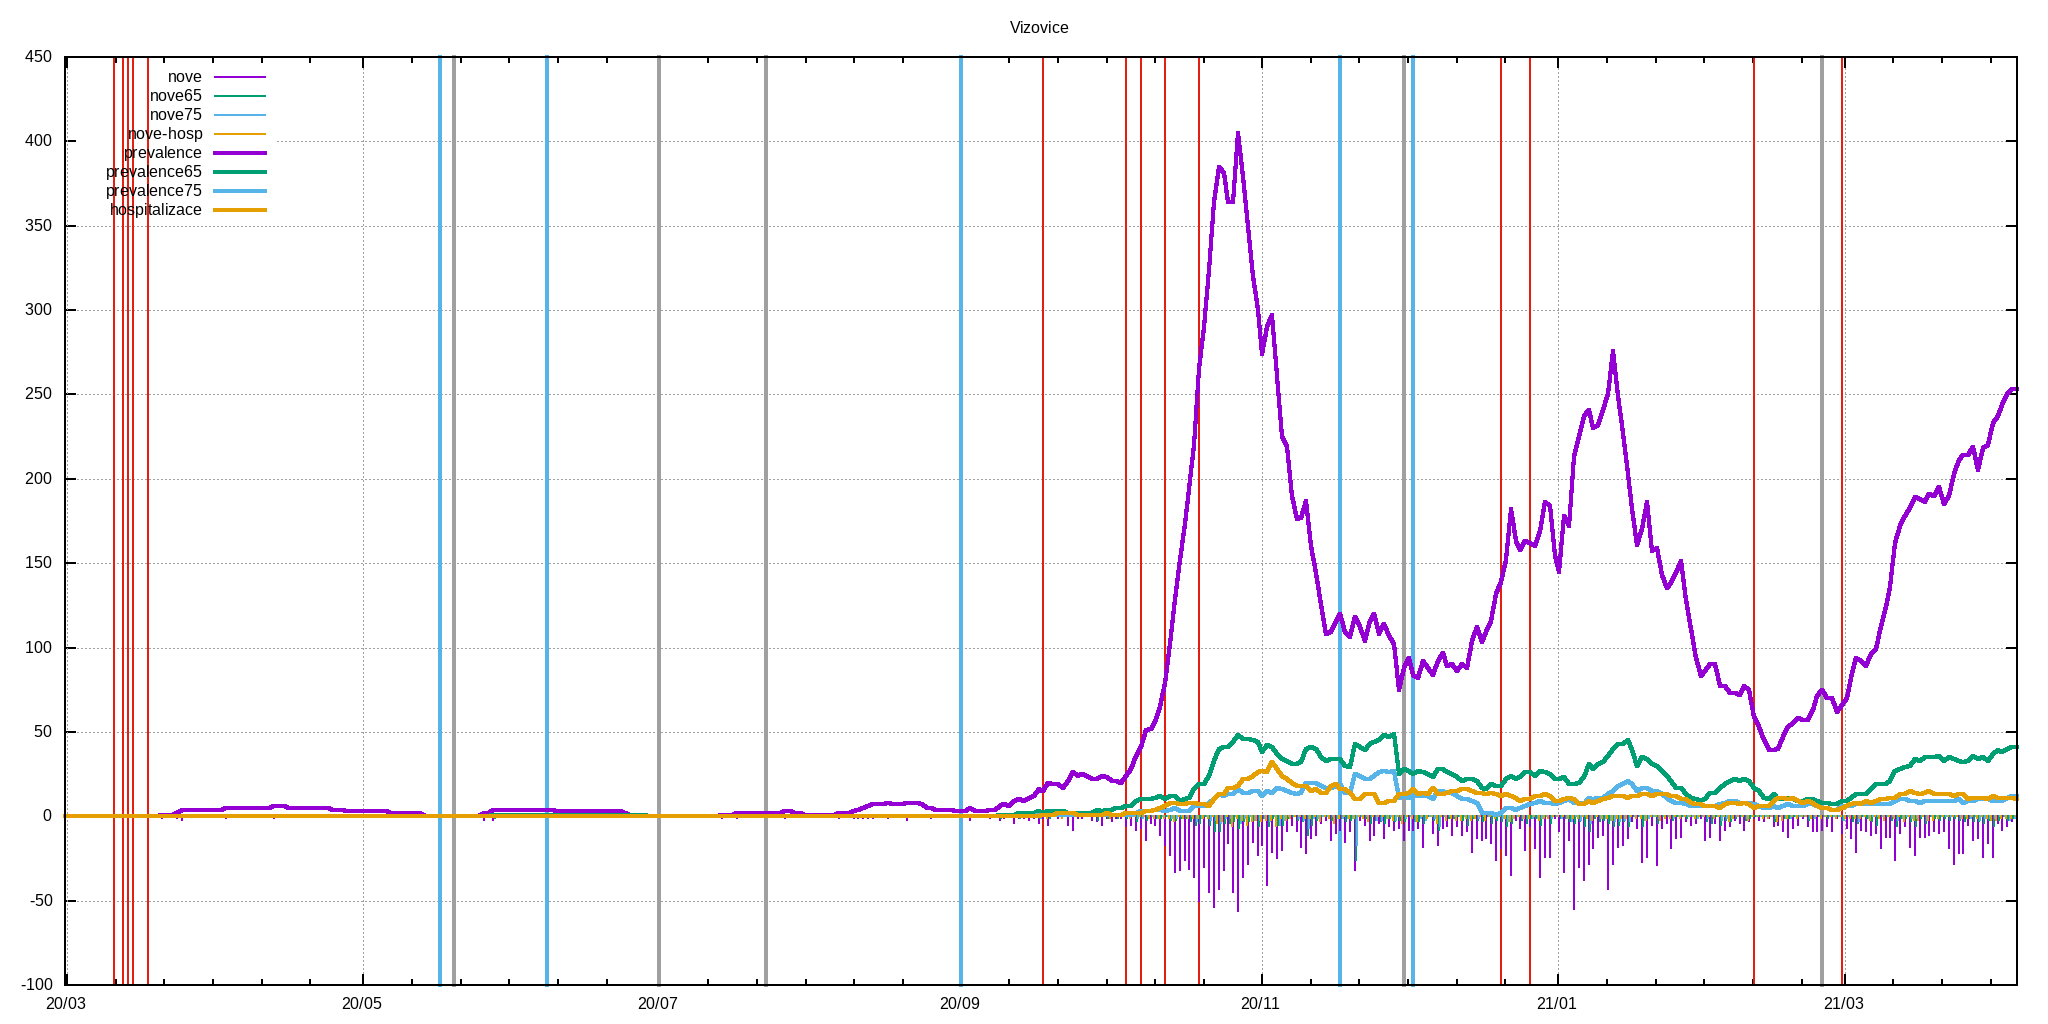 Vizovice
450
400
350
300
250
200
150
100
50
0
-50
-100
nove
nove65
nove75
nove-hosp
prevalence
prevalence65
prevalence75
hospitalizace
20/03 20/05 20/07 20/09 20/11 21/01 21/03